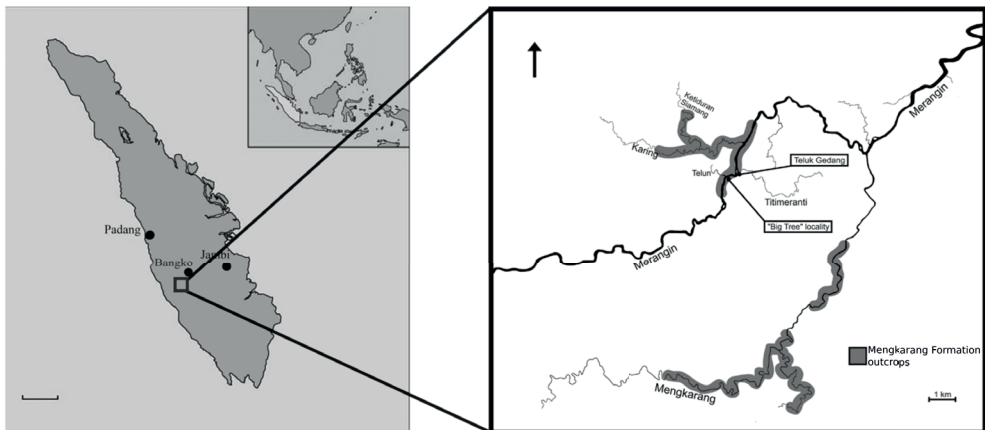 Padang
Bangko
Jambi
Ketiduran
Siamang
Karing
Telun
Merangin
Teluk Gedang
Titimeranti
"Big Tree" locality
Merangin
Mengkarang
Mengkarang Formation
outcrops
1 km